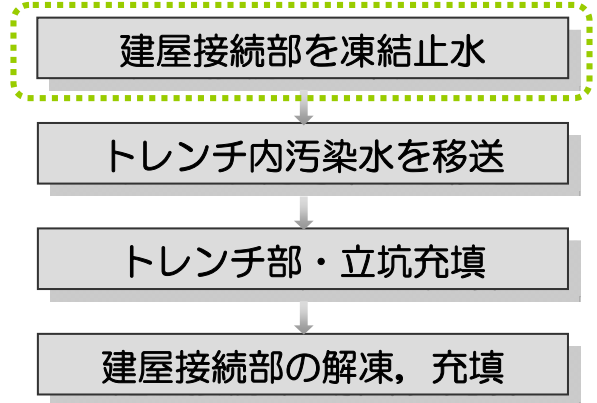 建屋接続部を凍結止水
トレンチ内汚染水を移送
トレンチ部・立坑充填
建屋接続部の解凍，充填